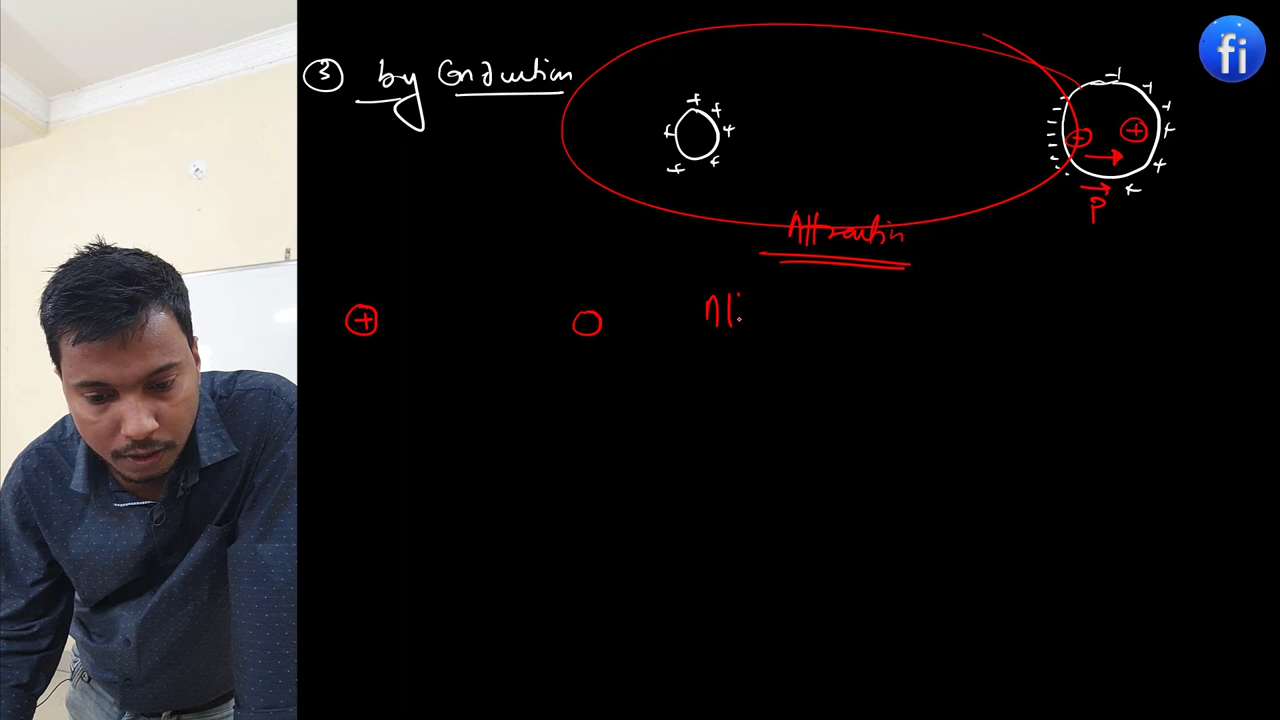 ③ by Conduction
fi
+ + + + + + +
- - - - - - + + + + + +
+ +
P
Attraction
+